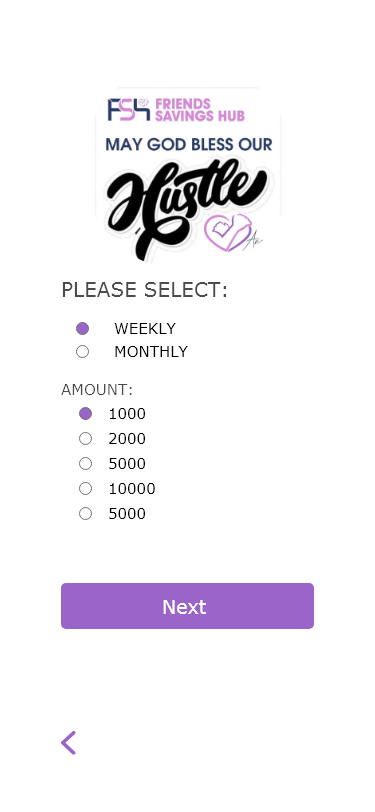 FSH FRIENDS
SAVINGS HUB
MAY GOD BLESS OUR
Hustle
PLEASE SELECT:
WEEKLY
MONTHLY
AMOUNT:
1000
2000
5000
10000
5000
Next